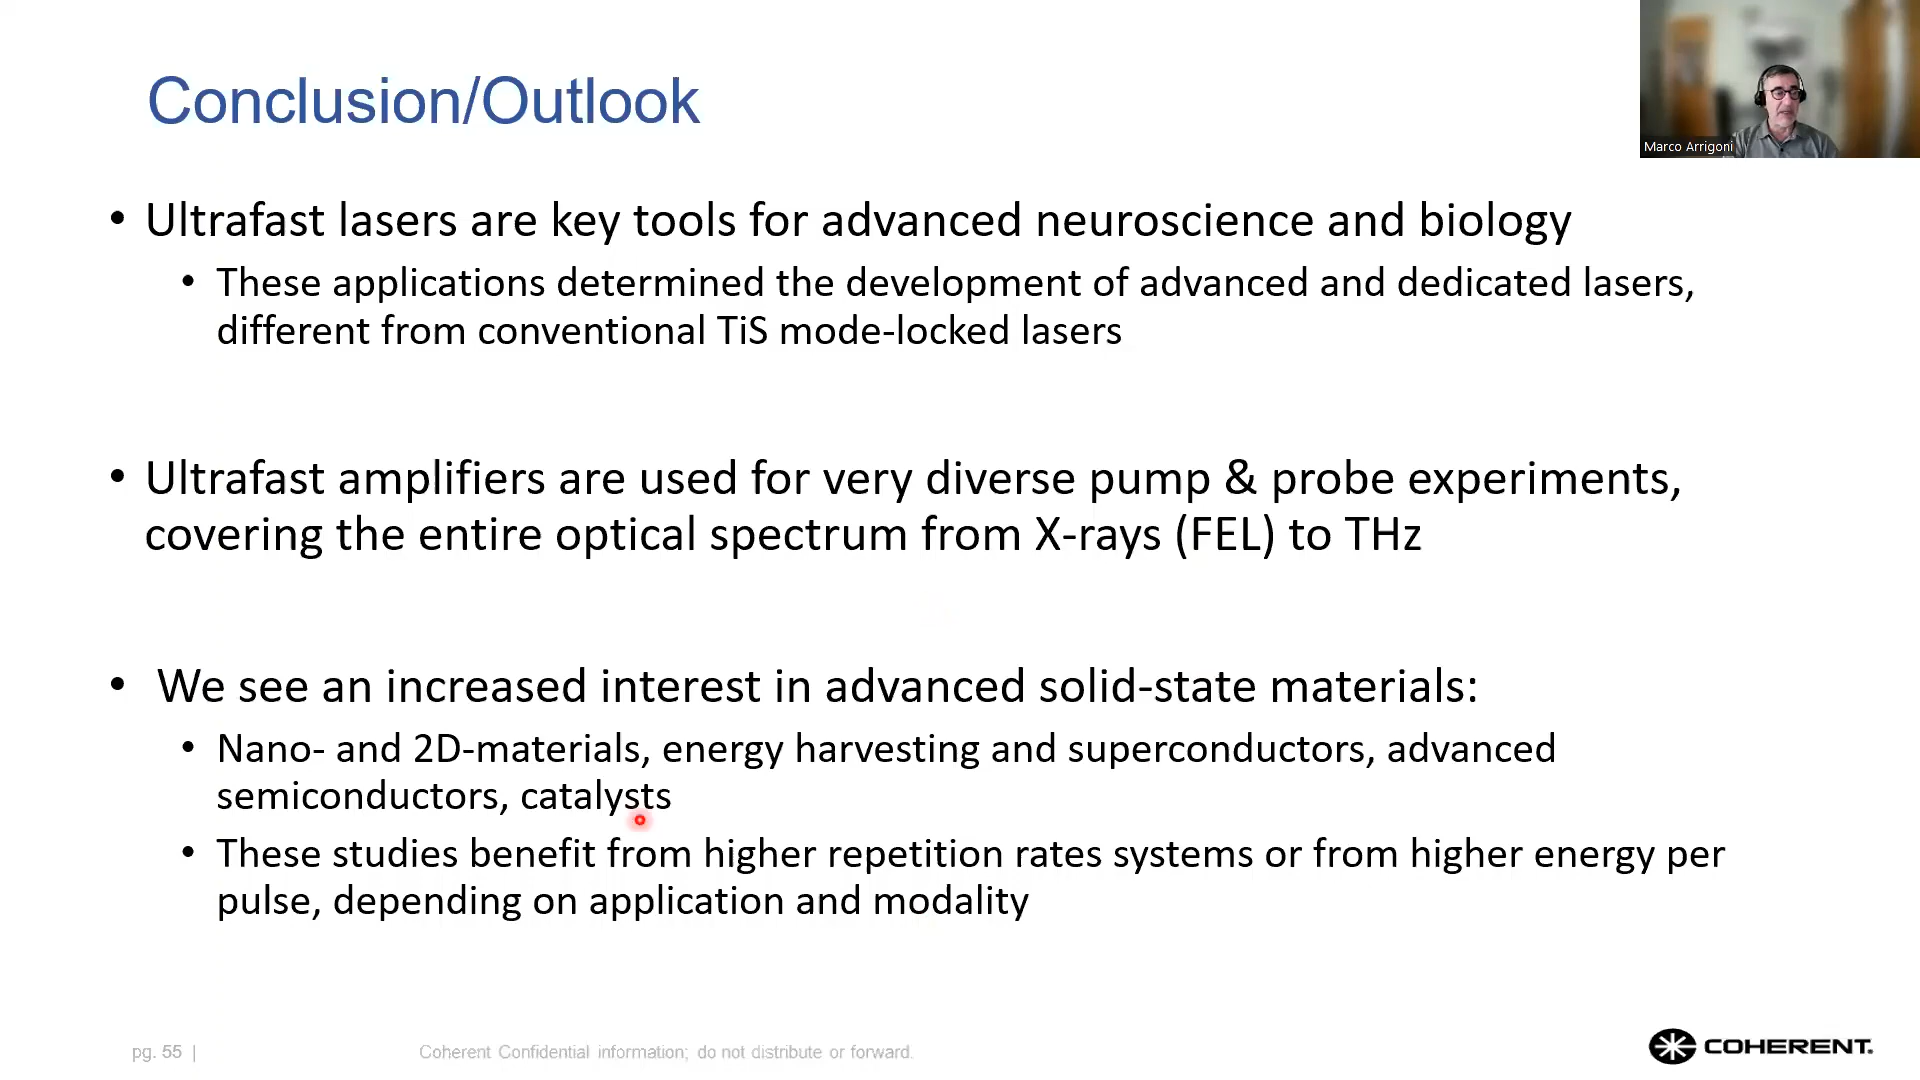 Conclusion/Outlook
Marco Arrigoni
• Ultrafast lasers are key tools for advanced neuroscience and biology
• These applications determined the development of advanced and dedicated lasers,
different from conventional TiS mode-locked lasers
• Ultrafast amplifiers are used for very diverse pump & probe experiments,
covering the entire optical spectrum from X-rays (FEL) to THz
• We see an increased interest in advanced solid-state materials:
• Nano- and 2D-materials, energy harvesting and superconductors, advanced
semiconductors, catalysts
• These studies benefit from higher repetition rates systems or from higher energy per
pulse, depending on application and modality
pg. 55 |
Coherent Confidential information; do not distribute or forward.
COHERENT.